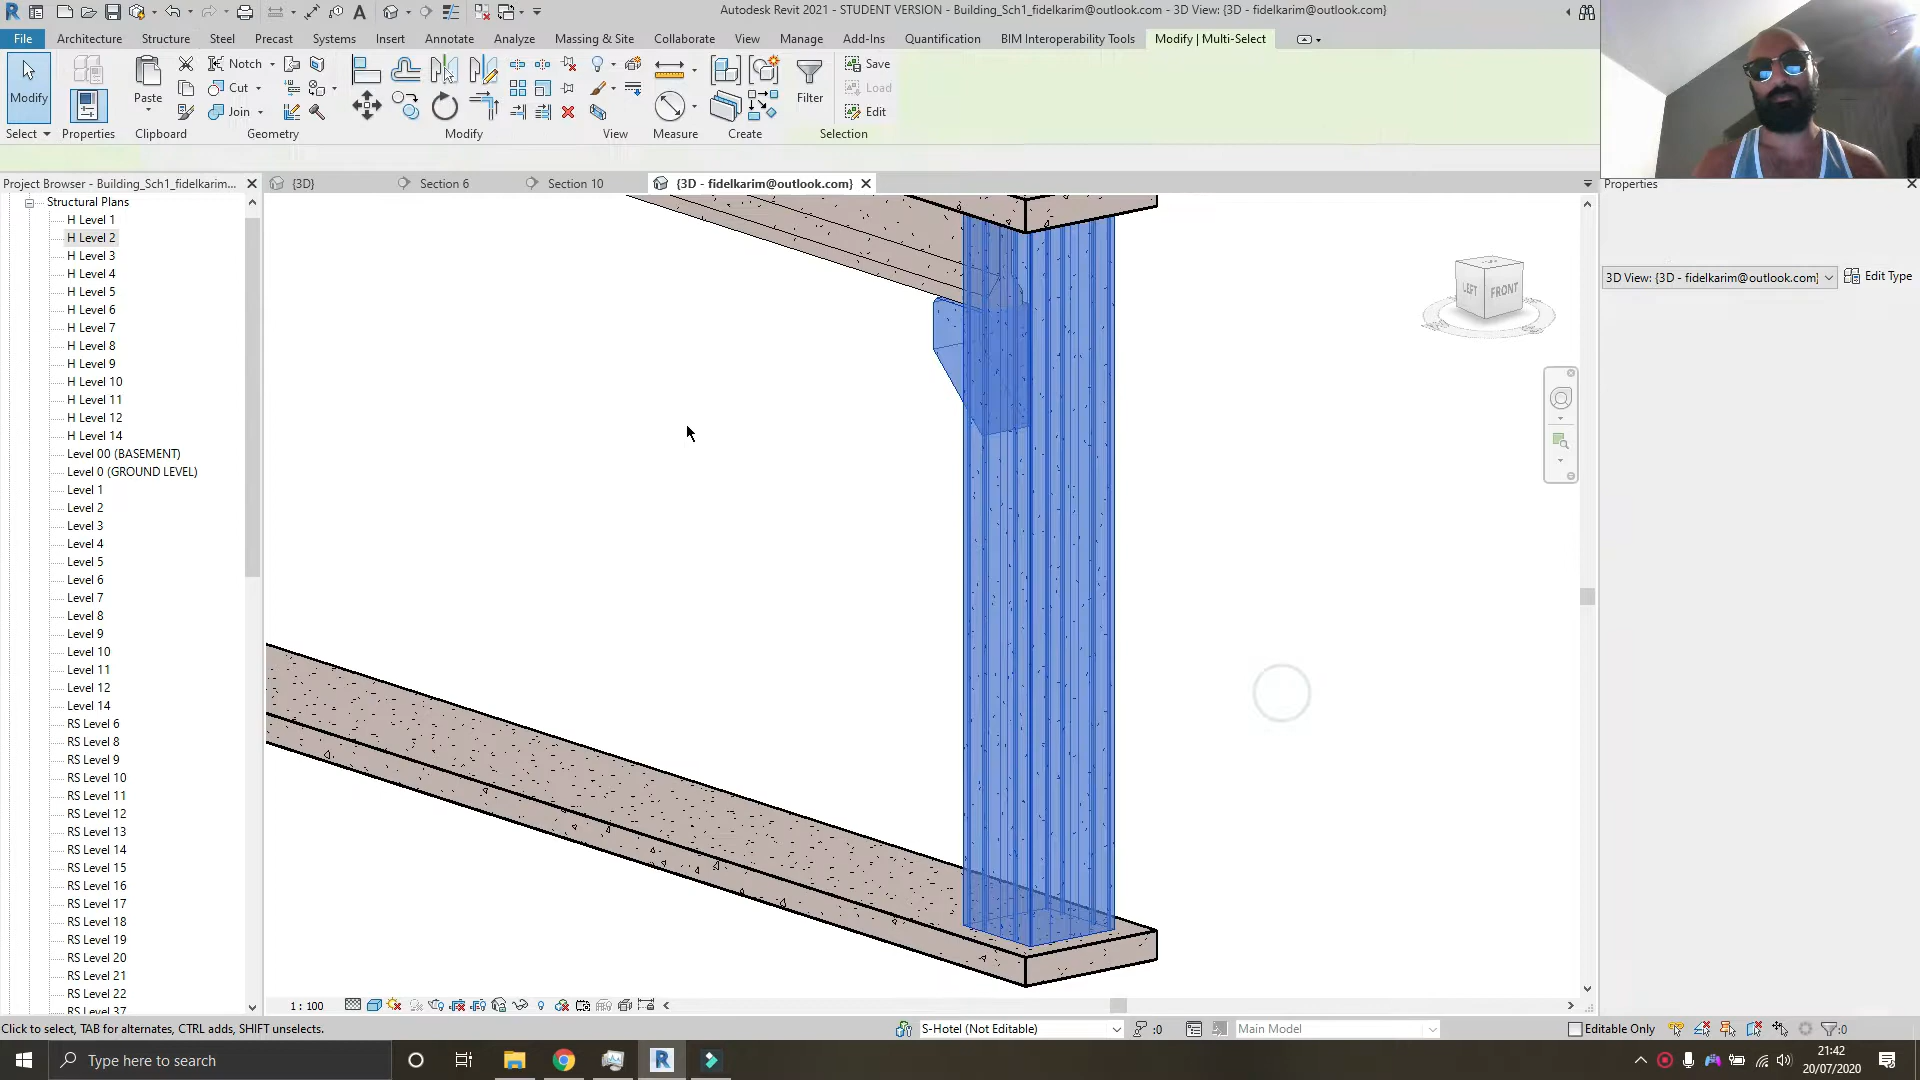 Autodesk Revit 2021 - STUDENT VERSION - Building_Sch1_fidelkarim@outlook.com - 3D View: {3D - fidelkarim@outlook.com}
File Architecture Structure Steel Precast Systems Insert Annotate Analyze Massing & Site Collaborate View Manage Add-Ins Quantification BIM Interoperability Tools Modify | Multi-Select
Notch Save
Modify Paste Cut Filter Load
Join Edit
Select Properties Clipboard Geometry Modify View Measure Create Selection
Project Browser - Building_Sch1_fidelkarim... {3D} Section 6 Section 10 {3D - fidelkarim@outlook.com} Properties
Structural Plans
H Level 1
H Level 2
H Level 3
H Level 4
H Level 5
H Level 6
H Level 7
H Level 8
H Level 9
H Level 10
H Level 11
H Level 12
H Level 14
Level 00 (BASEMENT)
Level 0 (GROUND LEVEL)
Level 1
Level 2
Level 3
Level 4
Level 5
Level 6
Level 7
Level 8
Level 9
Level 10
Level 11
Level 12
Level 14
RS Level 6
RS Level 8
RS Level 9
RS Level 10
RS Level 11
RS Level 12
RS Level 13
RS Level 14
RS Level 15
RS Level 16
RS Level 17
RS Level 18
RS Level 19
RS Level 20
RS Level 21
RS Level 22
RS Level 37
LEFT FRONT
3D View: {3D - fidelkarim@outlook.com} Edit Type
1 : 100
Click to select, TAB for alternates, CTRL adds, SHIFT unselects. S-Hotel (Not Editable) :0 Main Model Editable Only :0
Type here to search
21:42
20/07/2020